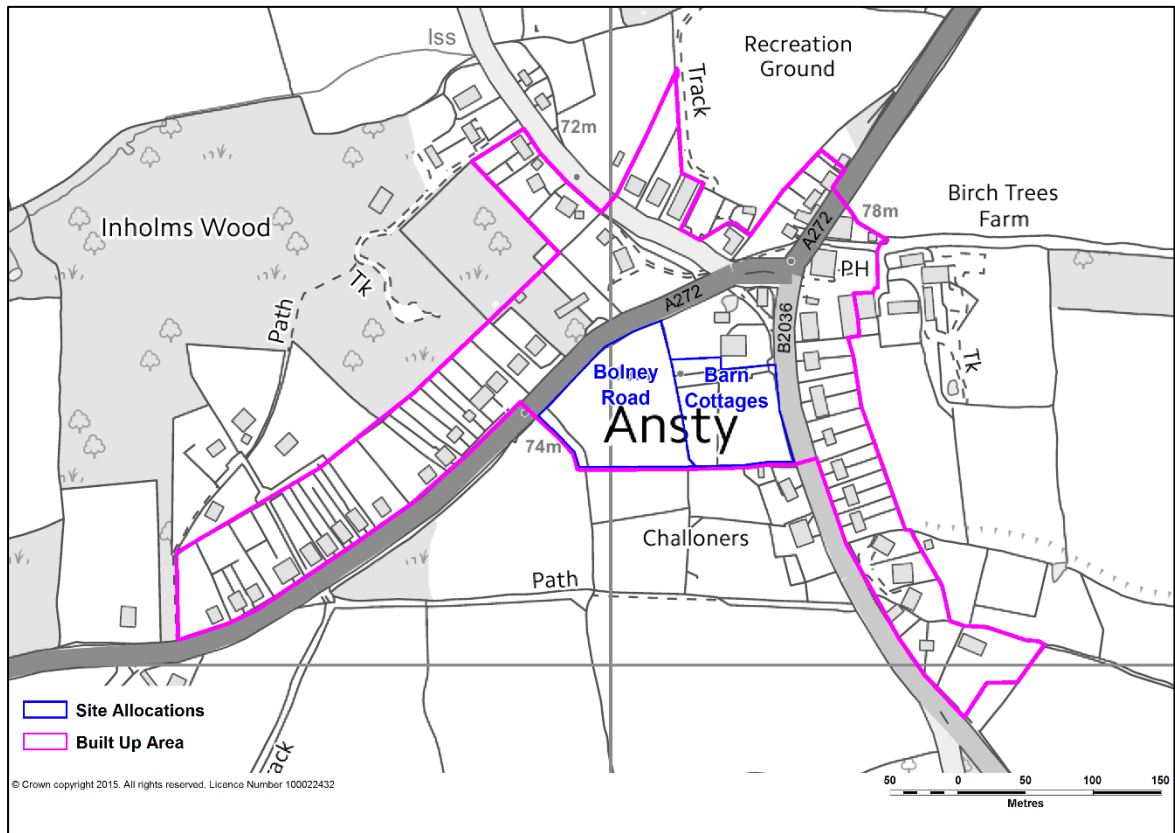 Iss
Recreation
Ground
Track
72m
Inholms Wood
78m
Birch Trees
Farm
Tk
Path
A272
PH
A272
B2036
Tk
Bolney
Road
Barn
Cottages
Ansty
74m
Challoners
Path
Site Allocations
Built Up Area
rack
© Crown copyright 2015. All rights reserved. Licence Number 100022432
50 0 50 100 150
Metres